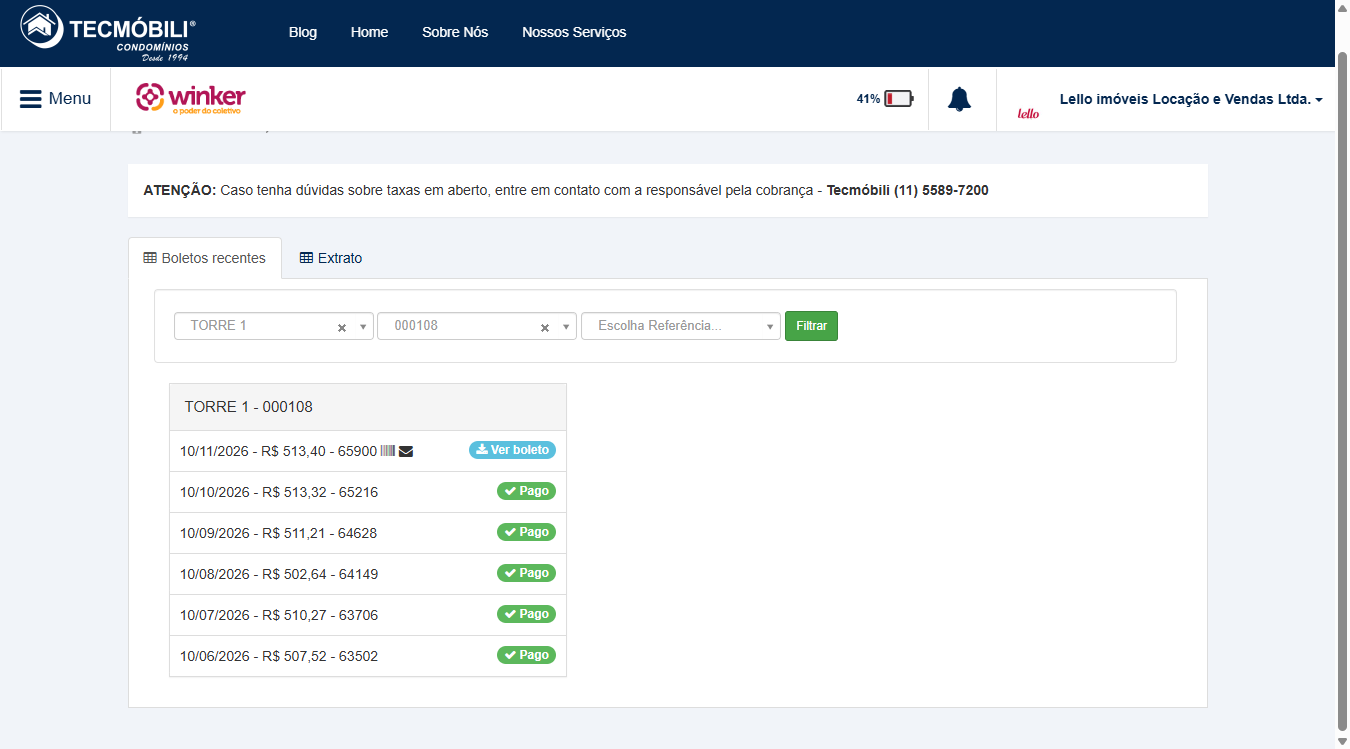 TECMÓBILI®
CONDOMÍNIOS
Desde 1994
Blog Home Sobre Nós Nossos Serviços
Menu
winker
o poder do coletivo
41%
lello
Lello imóveis Locação e Vendas Ltda.
ATENÇÃO: Caso tenha dúvidas sobre taxas em aberto, entre em contato com a responsável pela cobrança - Tecmóbili (11) 5589-7200
Boletos recentes Extrato
TORRE 1 × 000108 × Escolha Referência... Filtrar
TORRE 1 - 000108
10/11/2026 - R$ 513,40 - 65900 Ver boleto
10/10/2026 - R$ 513,32 - 65216 Pago
10/09/2026 - R$ 511,21 - 64628 Pago
10/08/2026 - R$ 502,64 - 64149 Pago
10/07/2026 - R$ 510,27 - 63706 Pago
10/06/2026 - R$ 507,52 - 63502 Pago